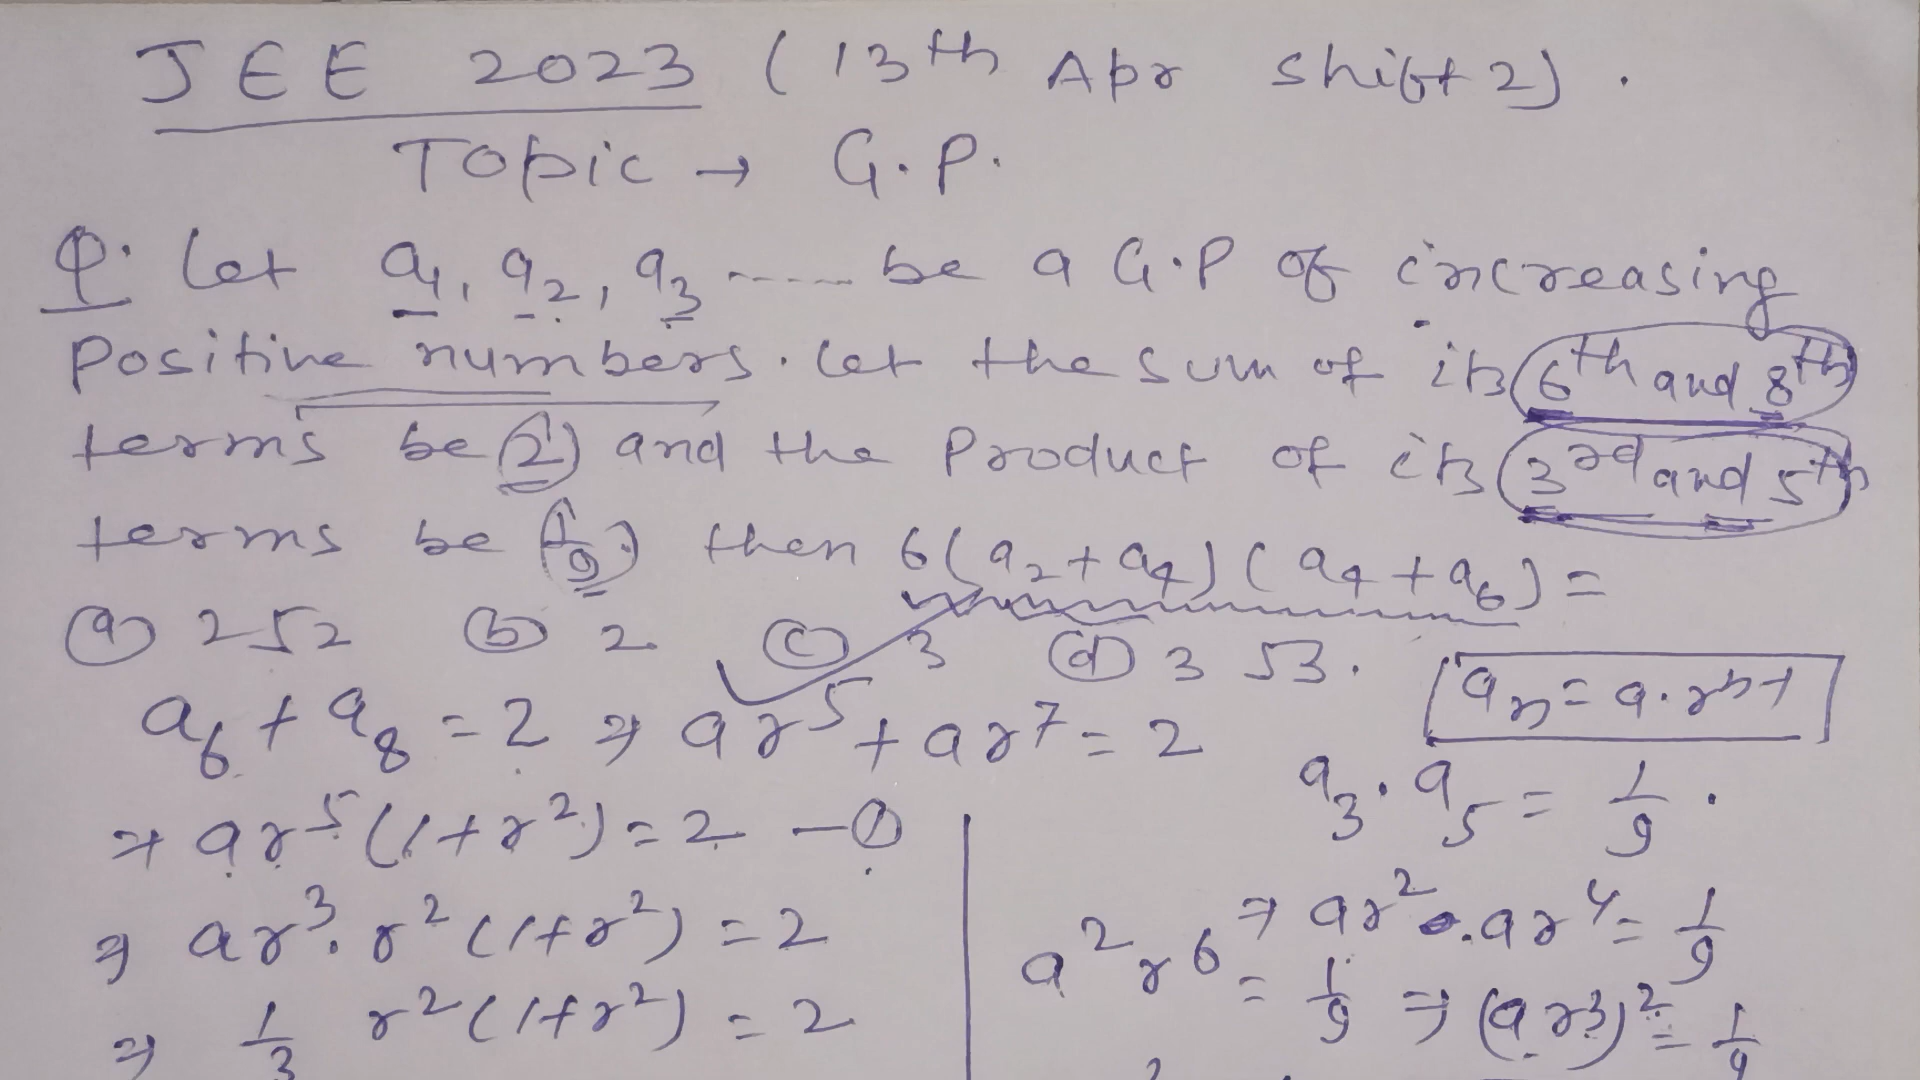 JEE 2023 (13th Apr shift 2).
Topic → G.P.
Q. Let a₁, a₂, a₃ ..... be a G.P of increasing
Positive numbers. Let the sum of its 6th and 8th
terms be 2 and the Product of its 3rd and 5th
terms be 1/9. then 6(a₂+a₄)(a₄+a₆)=
(a) 252 (b) 2 (c) 3 (d) 353.
aₙ = a.rⁿ⁻¹
a₆ + a₈ = 2 ⇒ ar⁵ + ar⁷ = 2
⇒ ar⁵(1+r²) = 2 —①
⇒ ar³. r²(1+r²) = 2
⇒ 1/3 r²(1+r²) = 2
a₃.a₅ = 1/9.
⇒ ar².ar⁴ = 1/9
a²r⁶ = 1/9 ⇒ (ar³)² = 1/9